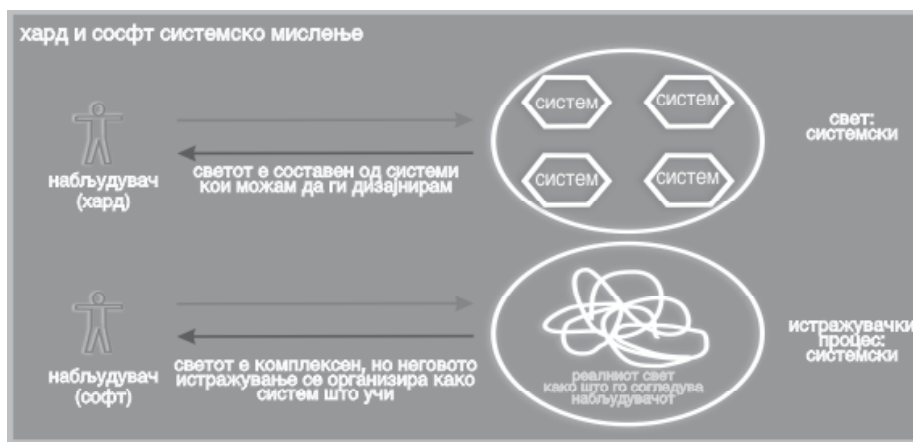 хард и сосфт системско мислење
систем
систем
систем
систем
набљудувач
(хард)
светот е составен од системи
кои можам да ги дизајнирам
свет:
системски
набљудувач
(софт)
светот е комплексен, но неговото
истражување се организира како
систем што учи
реалниот свет
како што го согледува
набљудувачот
истражувачки
процес:
системски